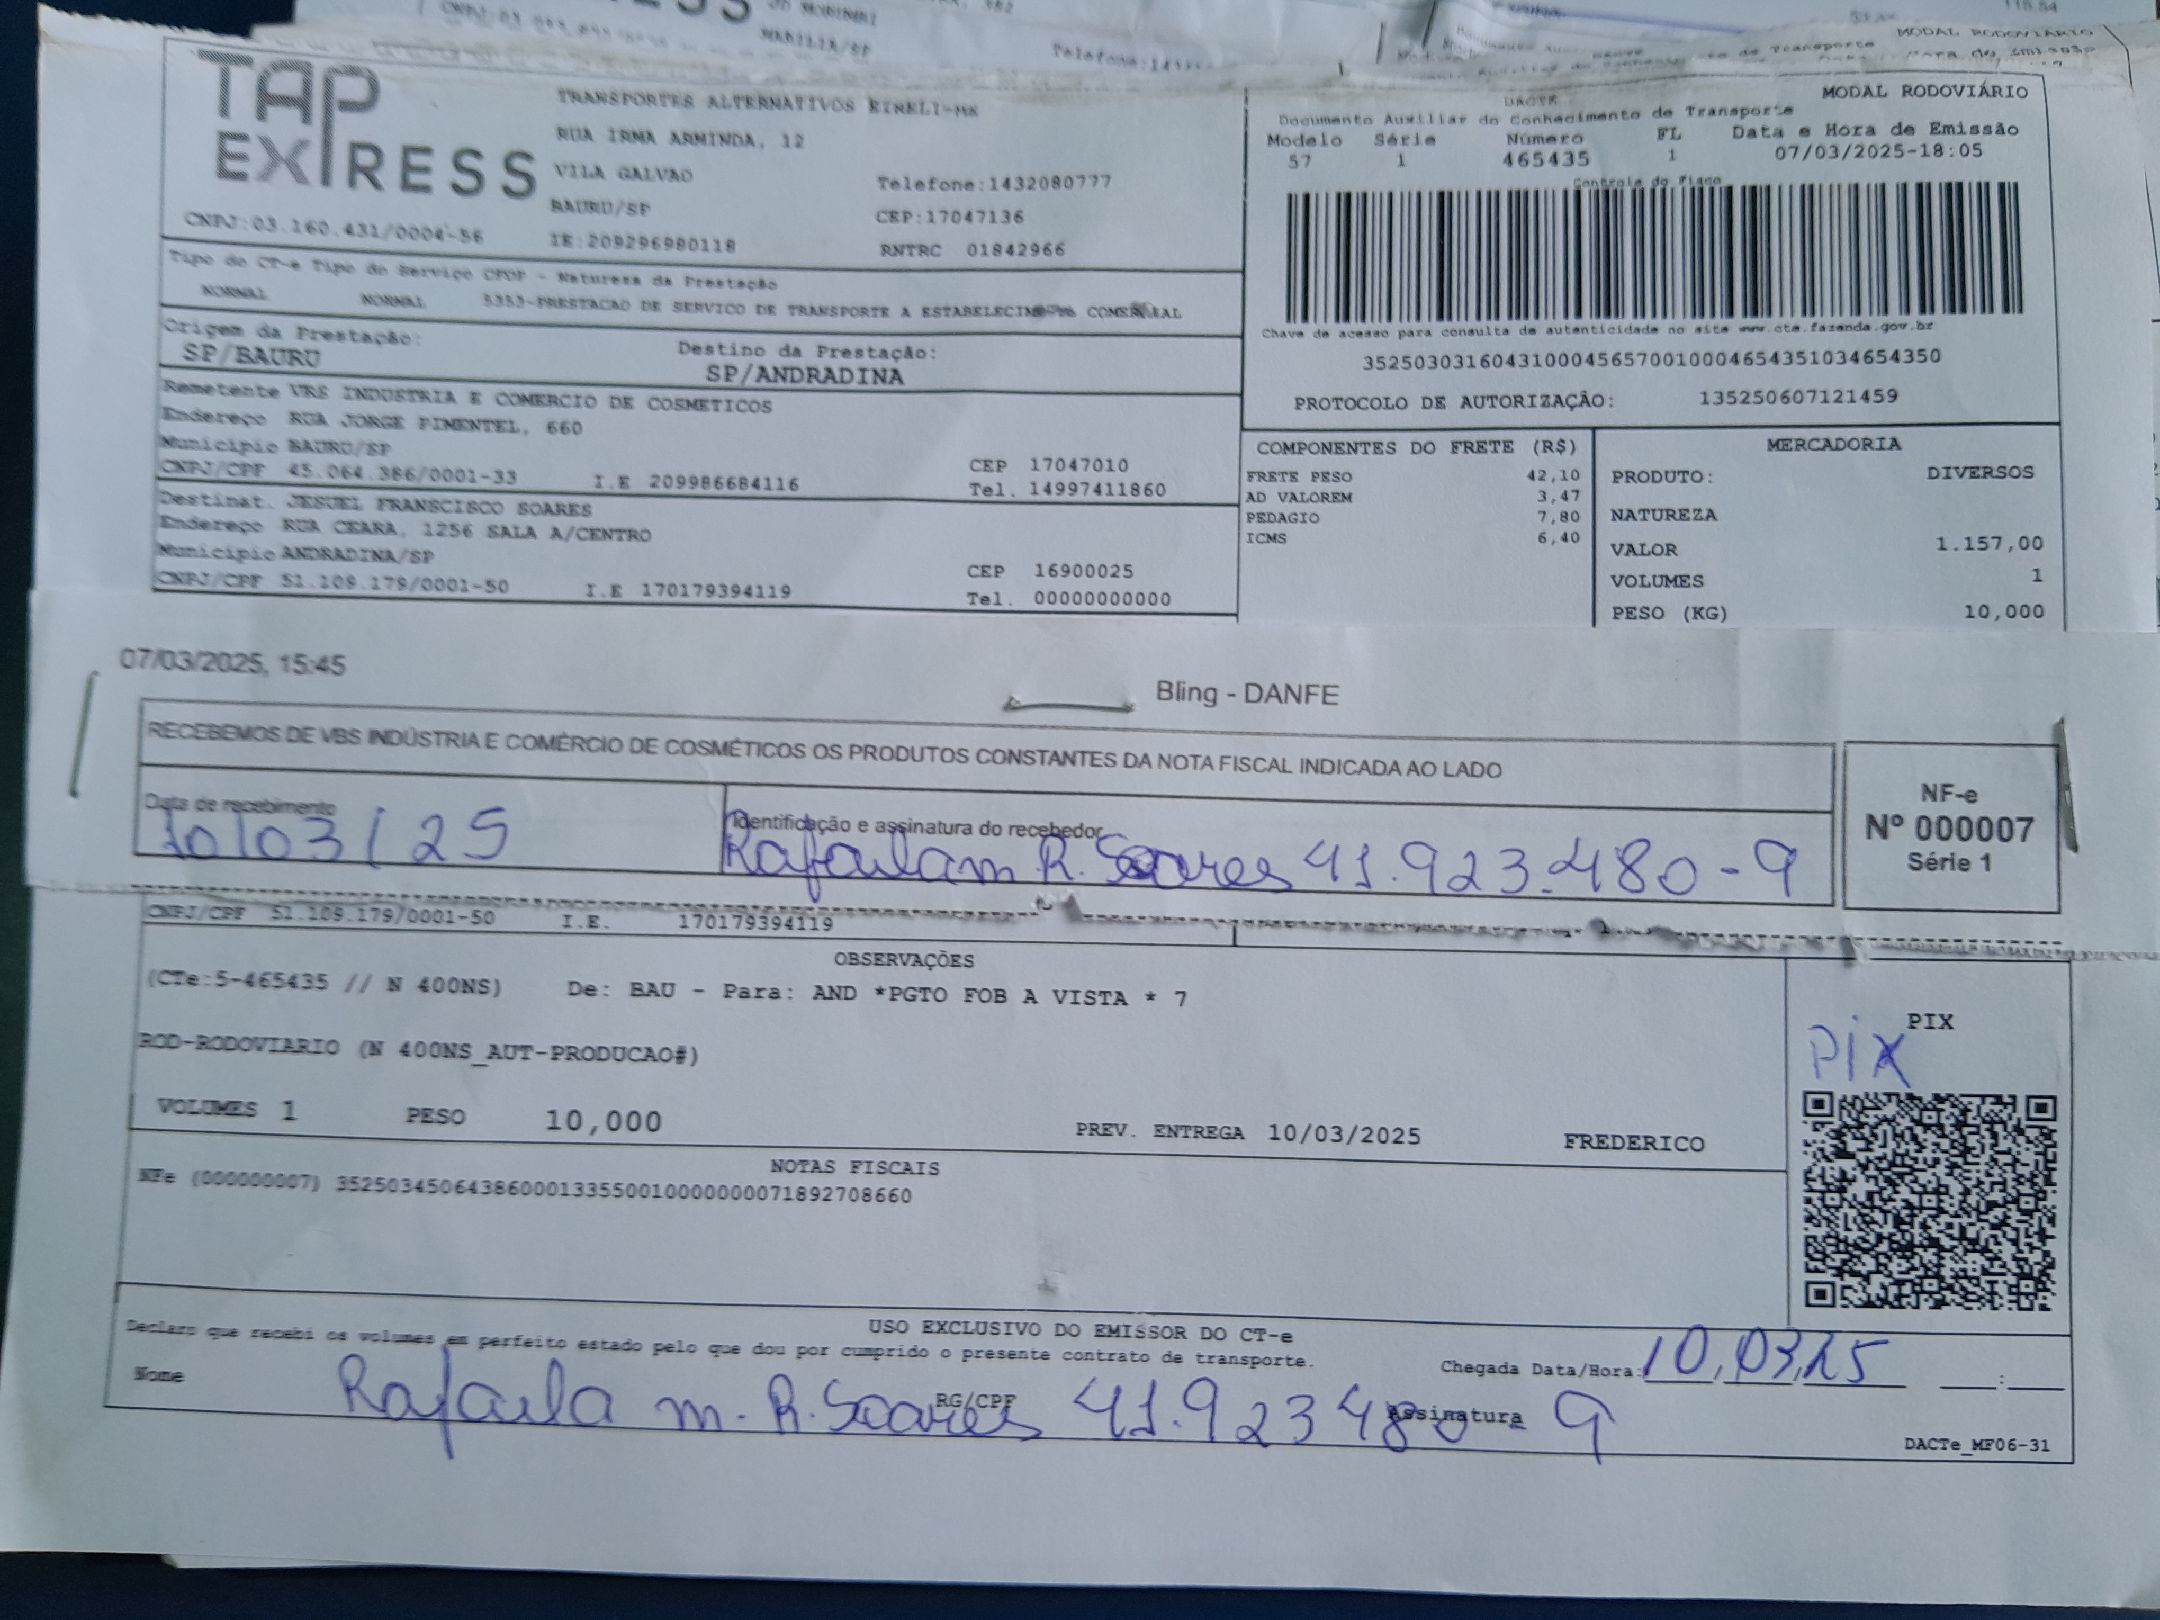 TAP
EXPRESS
TRANSPORTES ALTERNATIVOS EIRELI-ME
RUA IRMA ARMINDA, 12
VILA GALVAO
Telefone:1432080777
BAURU/SP
CEP:17047136
CNPJ:03.160.431/0004-56
IE:209296980118
RNTRC 01842966
DACTE
MODAL RODOVIÁRIO
Documento Auxiliar do Conhecimento de Transporte
Modelo Série Número FL Data e Hora de Emissão
57 1 465435 1 07/03/2025-18:05
Controle do Fisco
Chave de acesso para consulta de autenticidade no site www.cte.fazenda.gov.br
35250303160431000456570010004654351034654350
PROTOCOLO DE AUTORIZAÇÃO: 135250607121459
Tipo do CT-e Tipo do Serviço CFOP - Natureza da Prestação
NORMAL NORMAL 5353-PRESTACAO DE SERVICO DE TRANSPORTE A ESTABELECIMENTO COMERCIAL
Origem da Prestação: Destino da Prestação:
SP/BAURU SP/ANDRADINA
Remetente VBS INDUSTRIA E COMERCIO DE COSMETICOS
Endereço RUA JORGE PIMENTEL, 660
Município BAURU/SP CEP 17047010
CNPJ/CPF 45.064.386/0001-33 I.E 209986684116 Tel. 14997411860
Destinat. JESUEL FRANSCISCO SOARES
Endereço RUA CEARA, 1256 SALA A/CENTRO
Município ANDRADINA/SP CEP 16900025
CNPJ/CPF 51.109.179/0001-50 I.E 170179394119 Tel. 00000000000
COMPONENTES DO FRETE (R$)
FRETE PESO 42,10
AD VALOREM 3,47
PEDAGIO 7,80
ICMS 6,40
MERCADORIA
PRODUTO: DIVERSOS
NATUREZA
VALOR 1.157,00
VOLUMES 1
PESO (KG) 10,000
07/03/2025, 15:45
Bling - DANFE
RECEBEMOS DE VBS INDÚSTRIA E COMÉRCIO DE COSMÉTICOS OS PRODUTOS CONSTANTES DA NOTA FISCAL INDICADA AO LADO
Data de recebimento
10/03/25
Identificação e assinatura do recebedor
Rafaela m R. Soares 41.923.480-9
NF-e
Nº 000007
Série 1
CNPJ/CPF 51.109.179/0001-50 I.E. 170179394119
OBSERVAÇÕES
(CTe:5-465435 // N 400NS) De: BAU - Para: AND *PGTO FOB A VISTA * 7
ROD-RODOVIARIO (N 400NS_AUT-PRODUCAO#)
VOLUMES 1 PESO 10,000 PREV. ENTREGA 10/03/2025 FREDERICO
PIX
PIX
NOTAS FISCAIS
NFe (000000007) 35250345064386000133550010000000071892708660
USO EXCLUSIVO DO EMISSOR DO CT-e
Declaro que recebi os volumes em perfeito estado pelo que dou por cumprido o presente contrato de transporte.
Chegada Data/Hora: 10,03,25 :
Nome Rafaela m. R. Soares RG/CPF 41.923480-9 Assinatura
DACTe_MF06-31